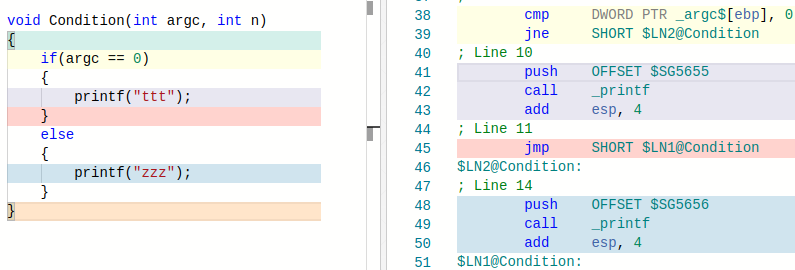 void Condition(int argc, int n)
{
if(argc == 0)
{
printf("ttt");
}
else
{
printf("zzz");
}
}
38 cmp DWORD PTR _argc$[ebp], 0
39 jne SHORT $LN2@Condition
40 ; Line 10
41 push OFFSET $SG5655
42 call _printf
43 add esp, 4
44 ; Line 11
45 jmp SHORT $LN1@Condition
46 $LN2@Condition:
47 ; Line 14
48 push OFFSET $SG5656
49 call _printf
50 add esp, 4
51 $LN1@Condition: